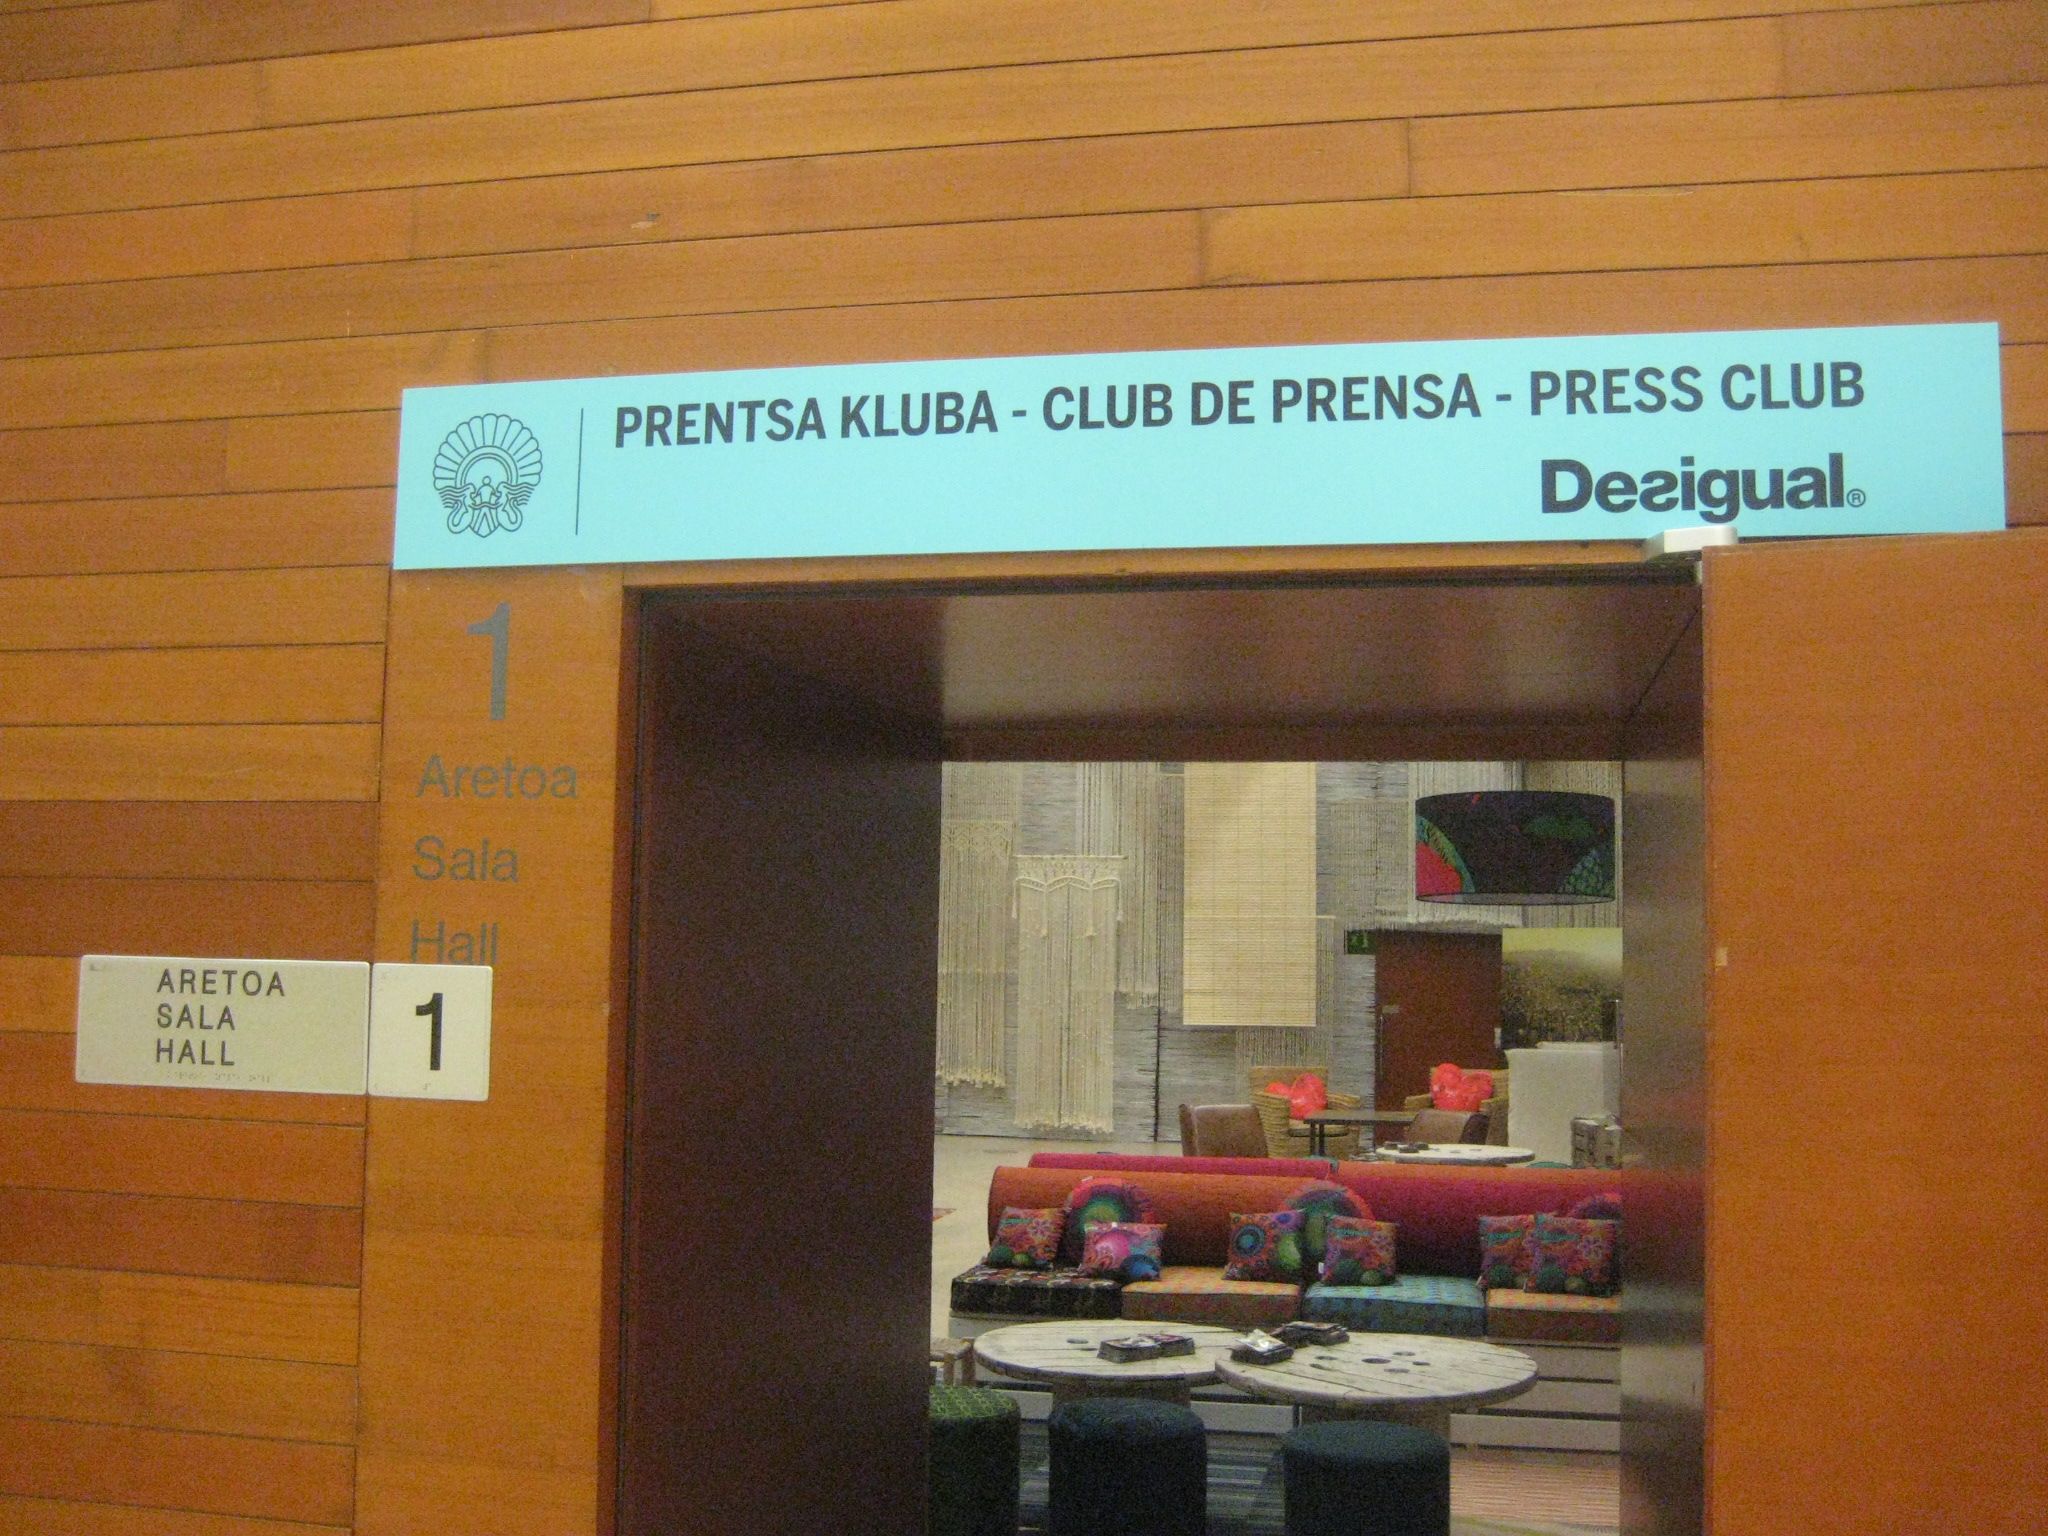 PRENTSA KLUBA - CLUB DE PRENSA - PRESS CLUB
Desigual®
1
Aretoa
Sala
Hall
ARETOA
SALA
HALL
1